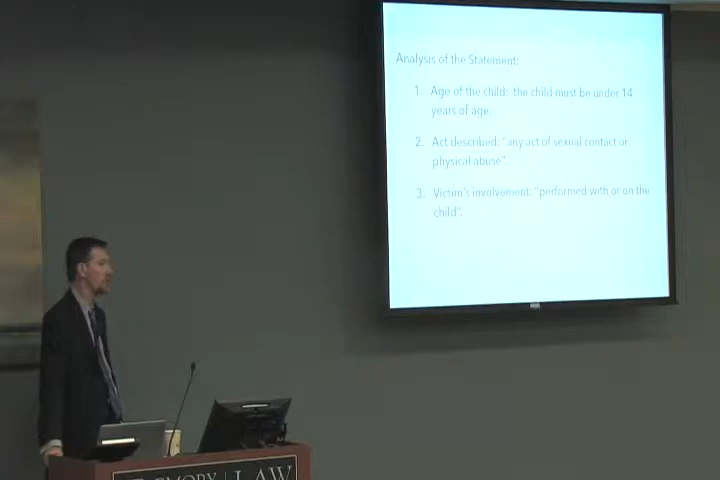 Analysis of the Statement:
1. Age of the child: the child must be under 14
years of age.
2. Act described: "any act of sexual contact or
physical abuse"
3. Victim's involvement: "performed with or on the
child".
EMORY | LAW